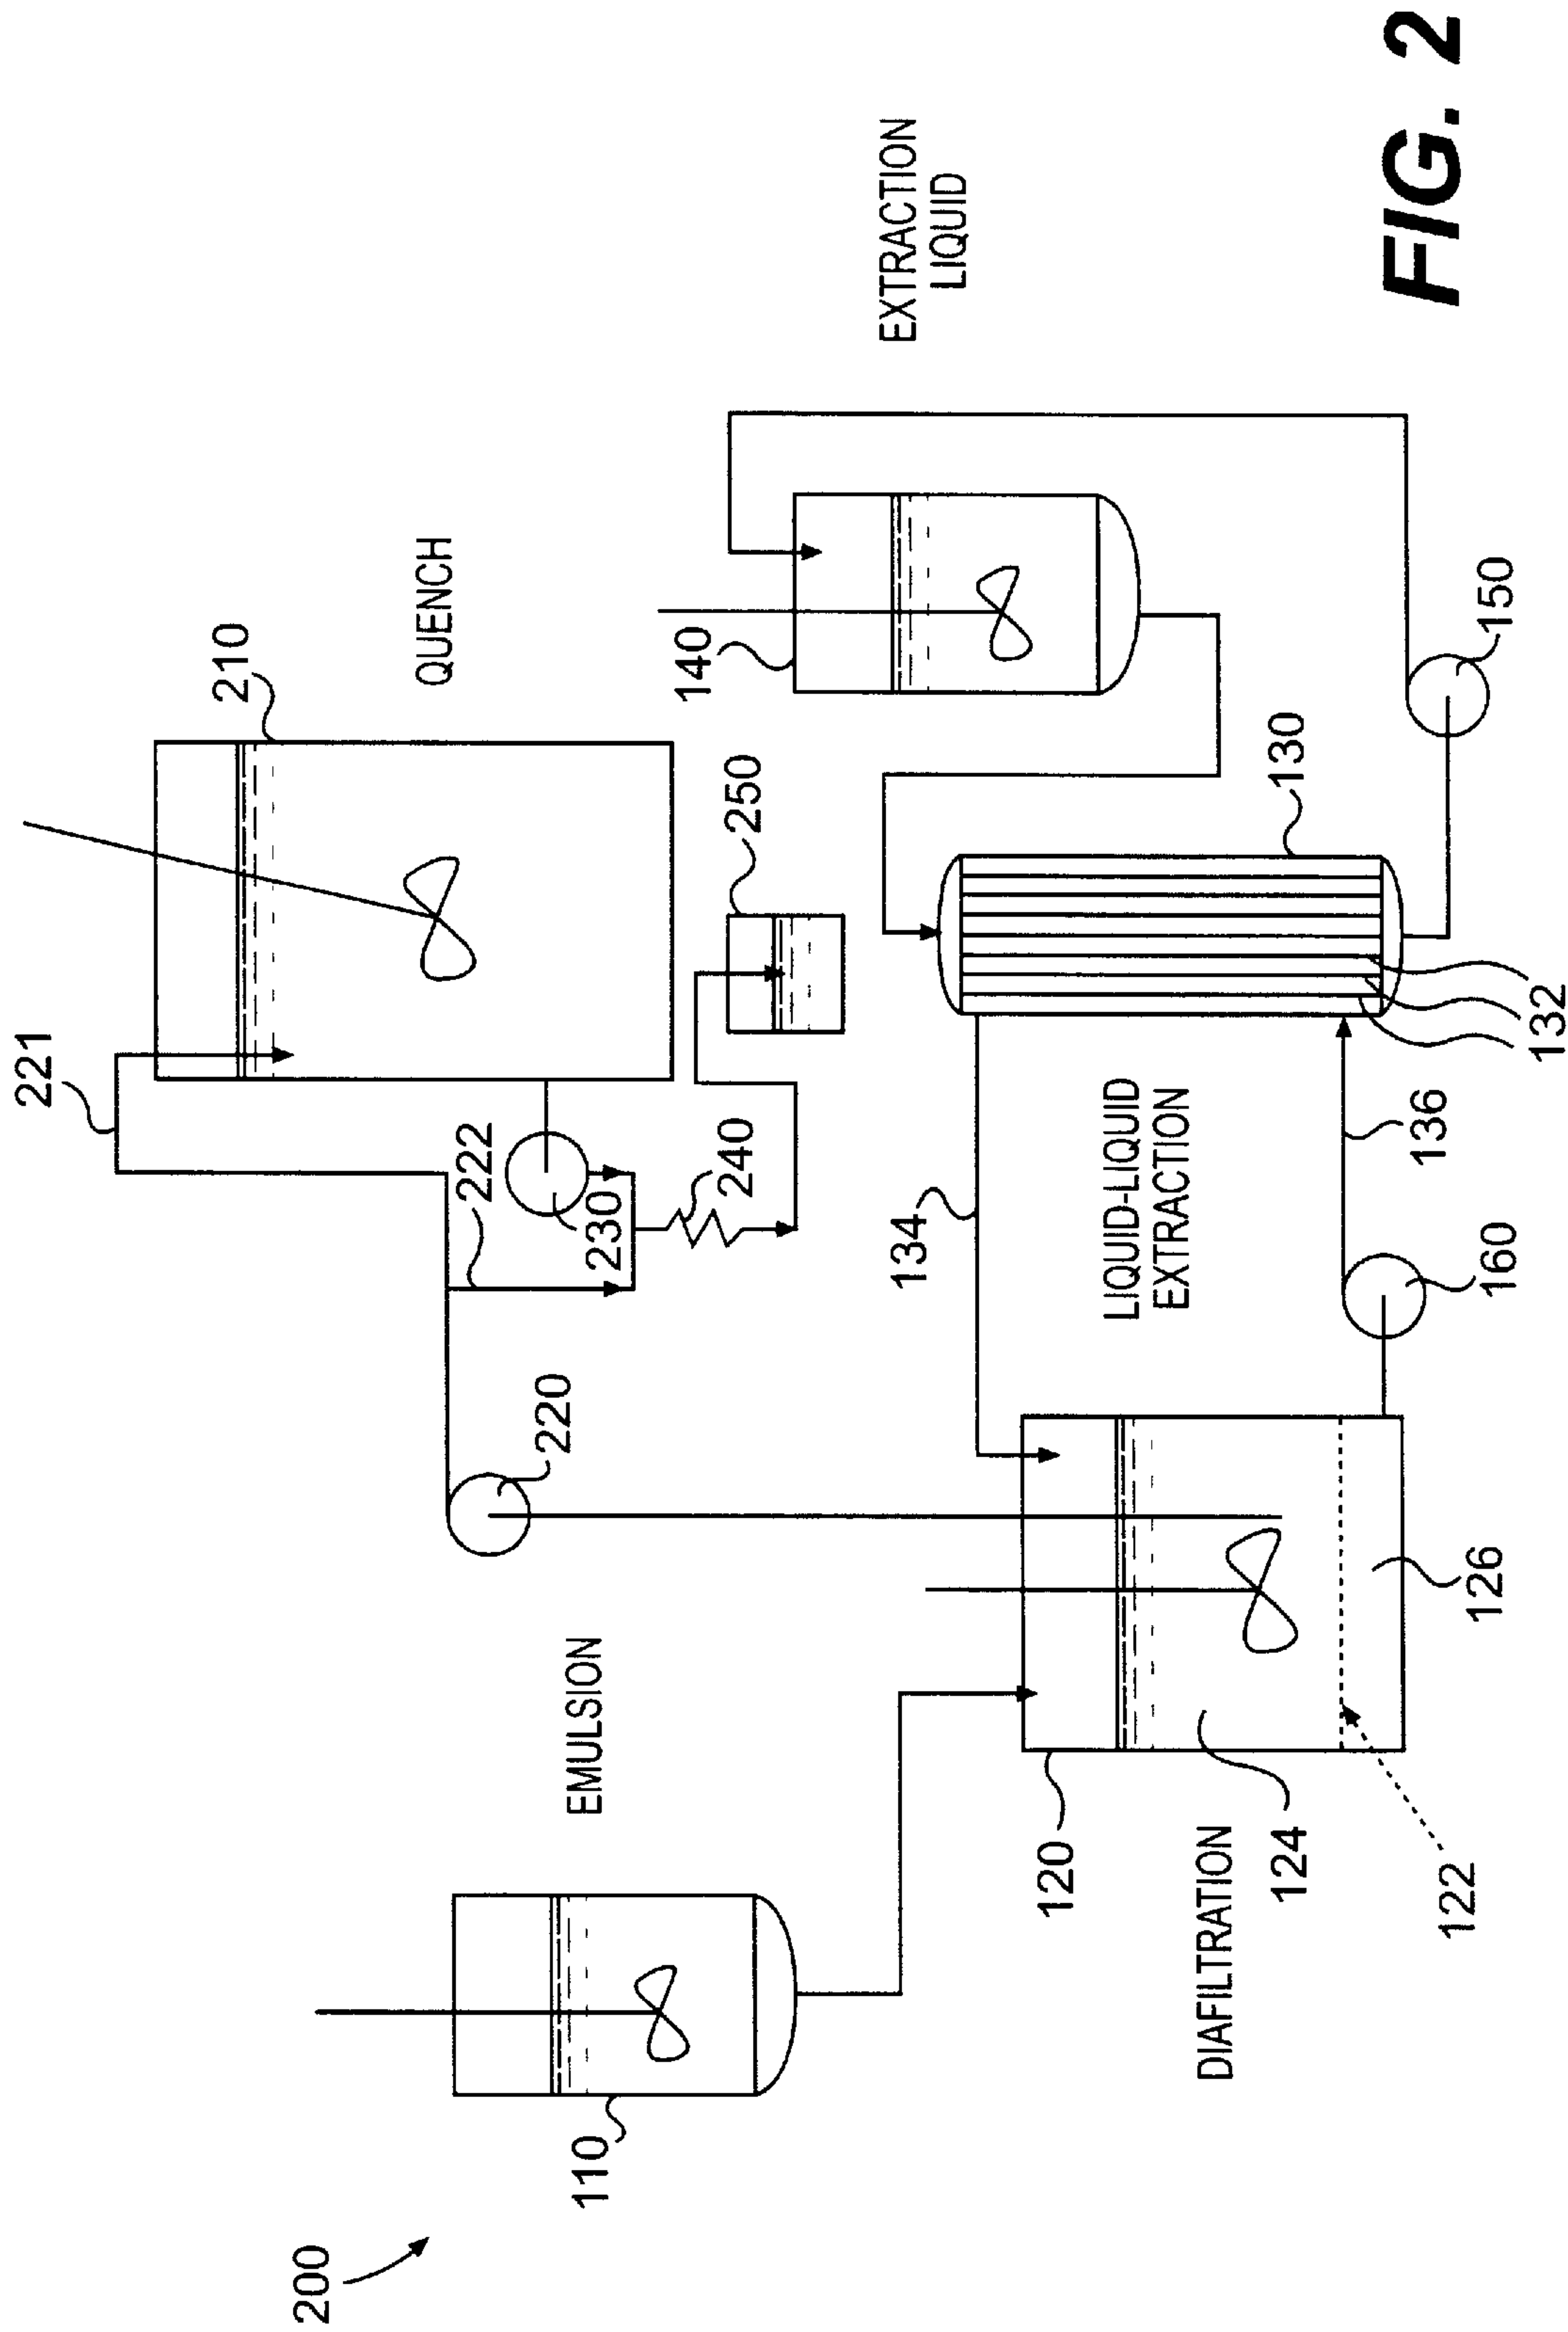 200
110
EMULSION
220
222
221
210
QUENCH
230
240
250
140
EXTRACTION
LIQUID
134
LIQUID-LIQUID
EXTRACTION
130
150
132
136
160
120
124
DIAFILTRATION
122
126
FIG. 2